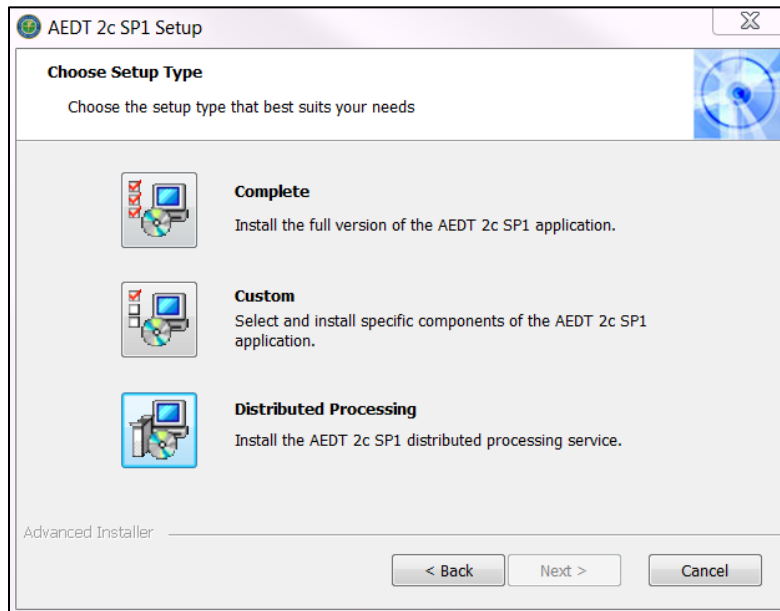 AEDT 2c SP1 Setup
Choose Setup Type
Choose the setup type that best suits your needs
Complete
Install the full version of the AEDT 2c SP1 application.
Custom
Select and install specific components of the AEDT 2c SP1
application.
Distributed Processing
Install the AEDT 2c SP1 distributed processing service.
Advanced Installer
< Back
Next >
Cancel